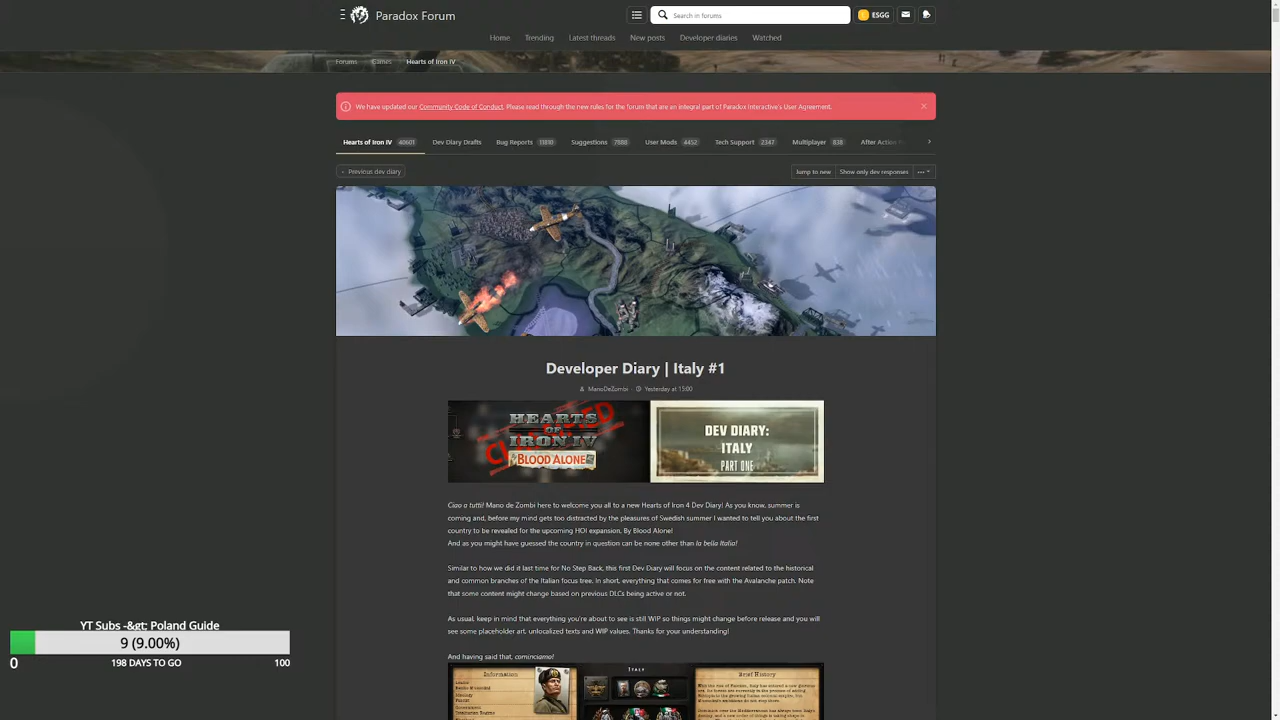 Paradox Forum
Search in forums
ESGG
Home Trending Latest threads New posts Developer diaries Watched
Forums Games Hearts of Iron IV
We have updated our Community Code of Conduct. Please read through the new rules for the forum that are an integral part of Paradox Interactive's User Agreement.
Hearts of Iron IV 40601 Dev Diary Drafts Bug Reports Suggestions 7888 User Mods 4452 Tech Support 2347 Multiplayer 838 After Action
Previous dev diary Jump to new Show only dev responses
Developer Diary | Italy #1
ManoDeZombi · Yesterday at 15:00
HEARTS OF IRON IV
BLOOD ALONE
DEV DIARY:
ITALY
PART ONE
Ciao a tutti! Mano de Zombi here to welcome you all to a new Hearts of Iron 4 Dev Diary! As you know, summer is
coming and, before my mind gets too distracted by the pleasures of Swedish summer I wanted to tell you about the first
country to be revealed for the upcoming HOI expansion, By Blood Alone!
And as you might have guessed the country in question can be none other than la bella Italia!
Similar to how we did it last time for No Step Back, this first Dev Diary will focus on the content related to the historical
and common branches of the Italian focus tree. In short, everything that comes for free with the Avalanche patch. Note
that some content might change based on previous DLCs being active or not.
As usual, keep in mind that everything you're about to see is still WIP so things might change before release and you will
see some placeholder art, unlocalized texts and WIP values. Thanks for your understanding!
And having said that, cominciamo!
Information ITALY Brief History
YT Subs -&gt; Poland Guide
9 (9.00%)
0 198 DAYS TO GO 100